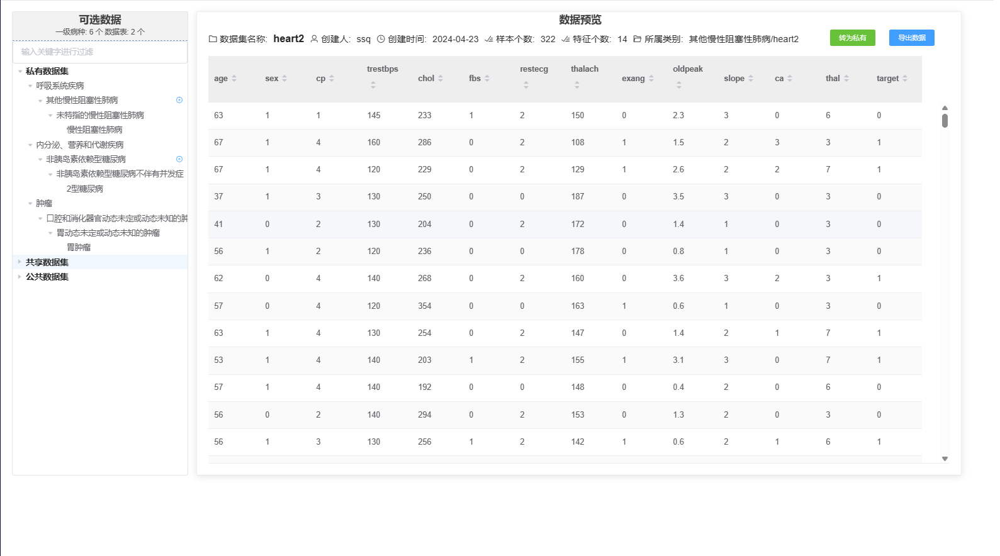 可选数据
一级病种: 6 个 数据表: 2 个
输入关键字进行过滤
私有数据集
呼吸系统疾病
其他慢性阻塞性肺病
未特指的慢性阻塞性肺病
慢性阻塞性肺病
内分泌、营养和代谢疾病
非胰岛素依赖型糖尿病
非胰岛素依赖型糖尿病不伴有并发症
2型糖尿病
肿瘤
口腔和消化器官动态未定或动态未知的肿
胃动态未定或动态未知的肿瘤
胃肿瘤
共享数据集
公共数据集
数据预览
数据集名称: heart2 创建人: ssq 创建时间: 2024-04-23 样本个数: 322 特征个数: 14 所属类别: 其他慢性阻塞性肺病/heart2 转为私有 导出数据
age sex cp trestbps chol fbs restecg thalach exang oldpeak slope ca thal target
63 1 1 145 233 1 2 150 0 2.3 3 0 6 0
67 1 4 160 286 0 2 108 1 1.5 2 3 3 1
67 1 4 120 229 0 2 129 1 2.6 2 2 7 1
37 1 3 130 250 0 0 187 0 3.5 3 0 3 0
41 0 2 130 204 0 2 172 0 1.4 1 0 3 0
56 1 2 120 236 0 0 178 0 0.8 1 0 3 0
62 0 4 140 268 0 2 160 0 3.6 3 2 3 1
57 0 4 120 354 0 0 163 1 0.6 1 0 3 0
63 1 4 130 254 0 2 147 0 1.4 2 1 7 1
53 1 4 140 203 1 2 155 1 3.1 3 0 7 1
57 1 4 140 192 0 0 148 0 0.4 2 0 6 0
56 0 2 140 294 0 2 153 0 1.3 2 0 3 0
56 1 3 130 256 1 2 142 1 0.6 2 1 6 1